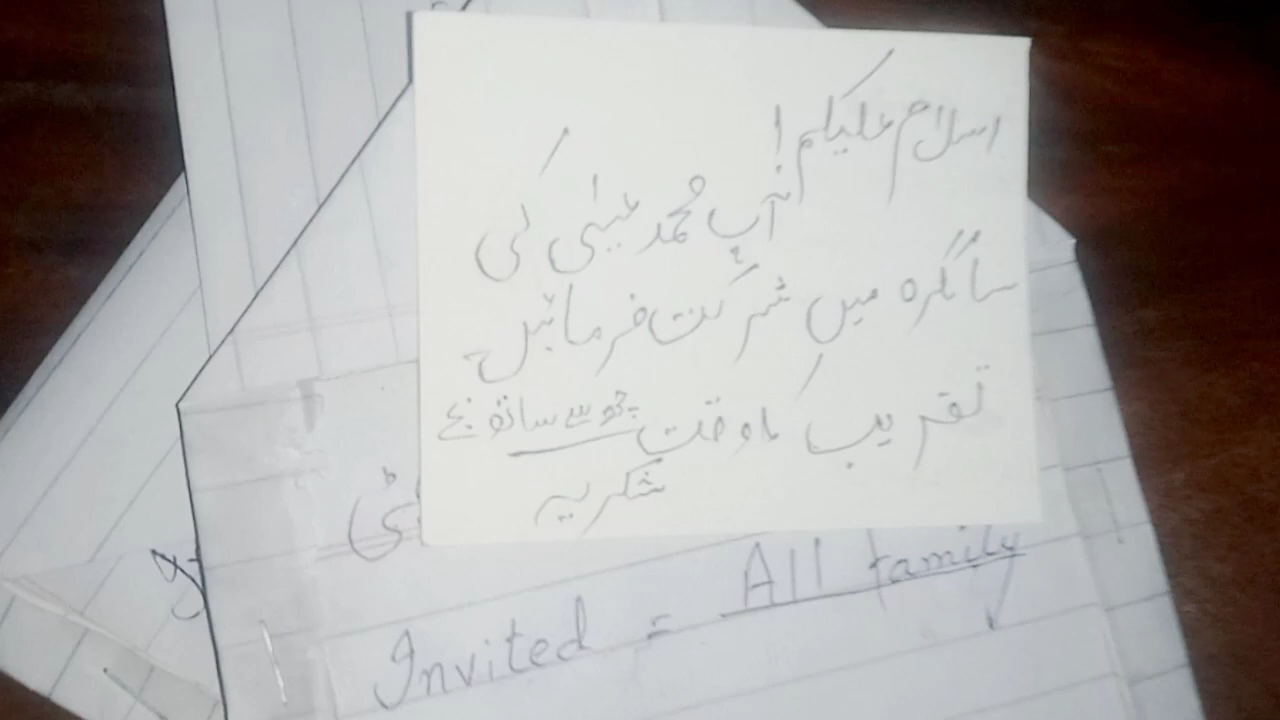 اسلام علیکم!
آپ محمد عیسٰی کی
سالگرہ میں شرکت فرمائیں۔
تقریب کا وقت چھ سے سات بجے
شکریہ
Invited = All family